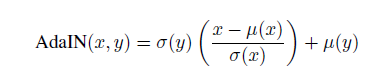 AdaIN(x, y) = σ(y) ( (x − μ(x)) / σ(x) ) + μ(y)